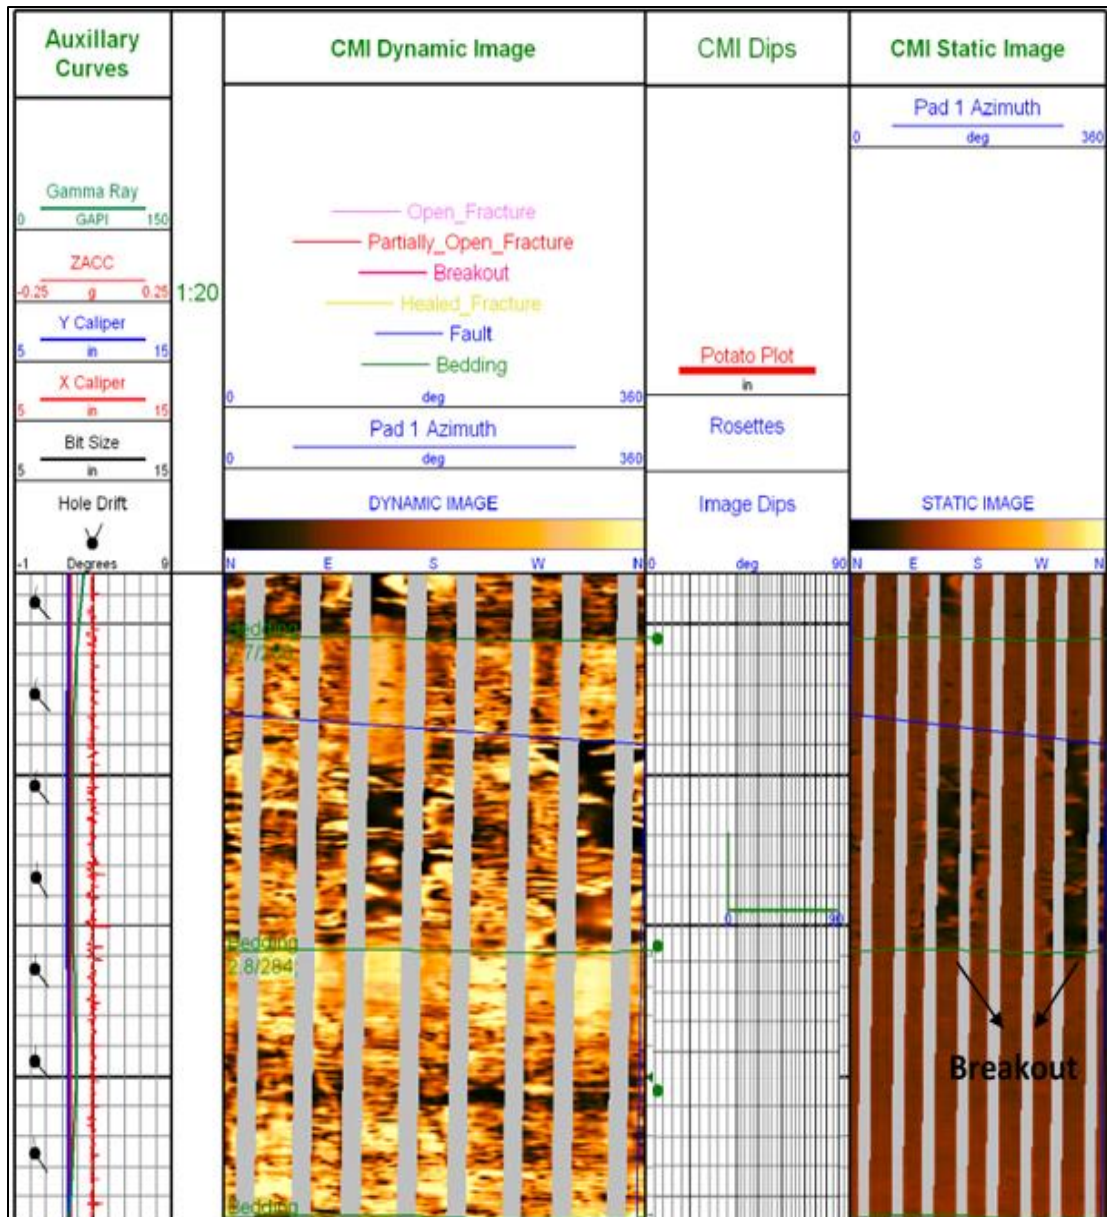 Auxillary
Curves
CMI Dynamic Image
CMI Dips
CMI Static Image
Pad 1 Azimuth
0 deg 360
Gamma Ray
0 GAPI 150
ZACC
-0.25 g 0.25
Y Caliper
5 in 15
X Caliper
5 in 15
Bit Size
5 in 15
Hole Drift
-1 Degrees 9
1:20
Open_Fracture
Partially_Open_Fracture
Breakout
Healed_Fracture
Fault
Bedding
0 deg 360
Pad 1 Azimuth
0 deg 360
DYNAMIC IMAGE
N E S W N
Potato Plot
in
Rosettes
Image Dips
0 deg 90
STATIC IMAGE
N E S W N
Bedding
Bedding
2.8/284
Bedding
0 90
Breakout